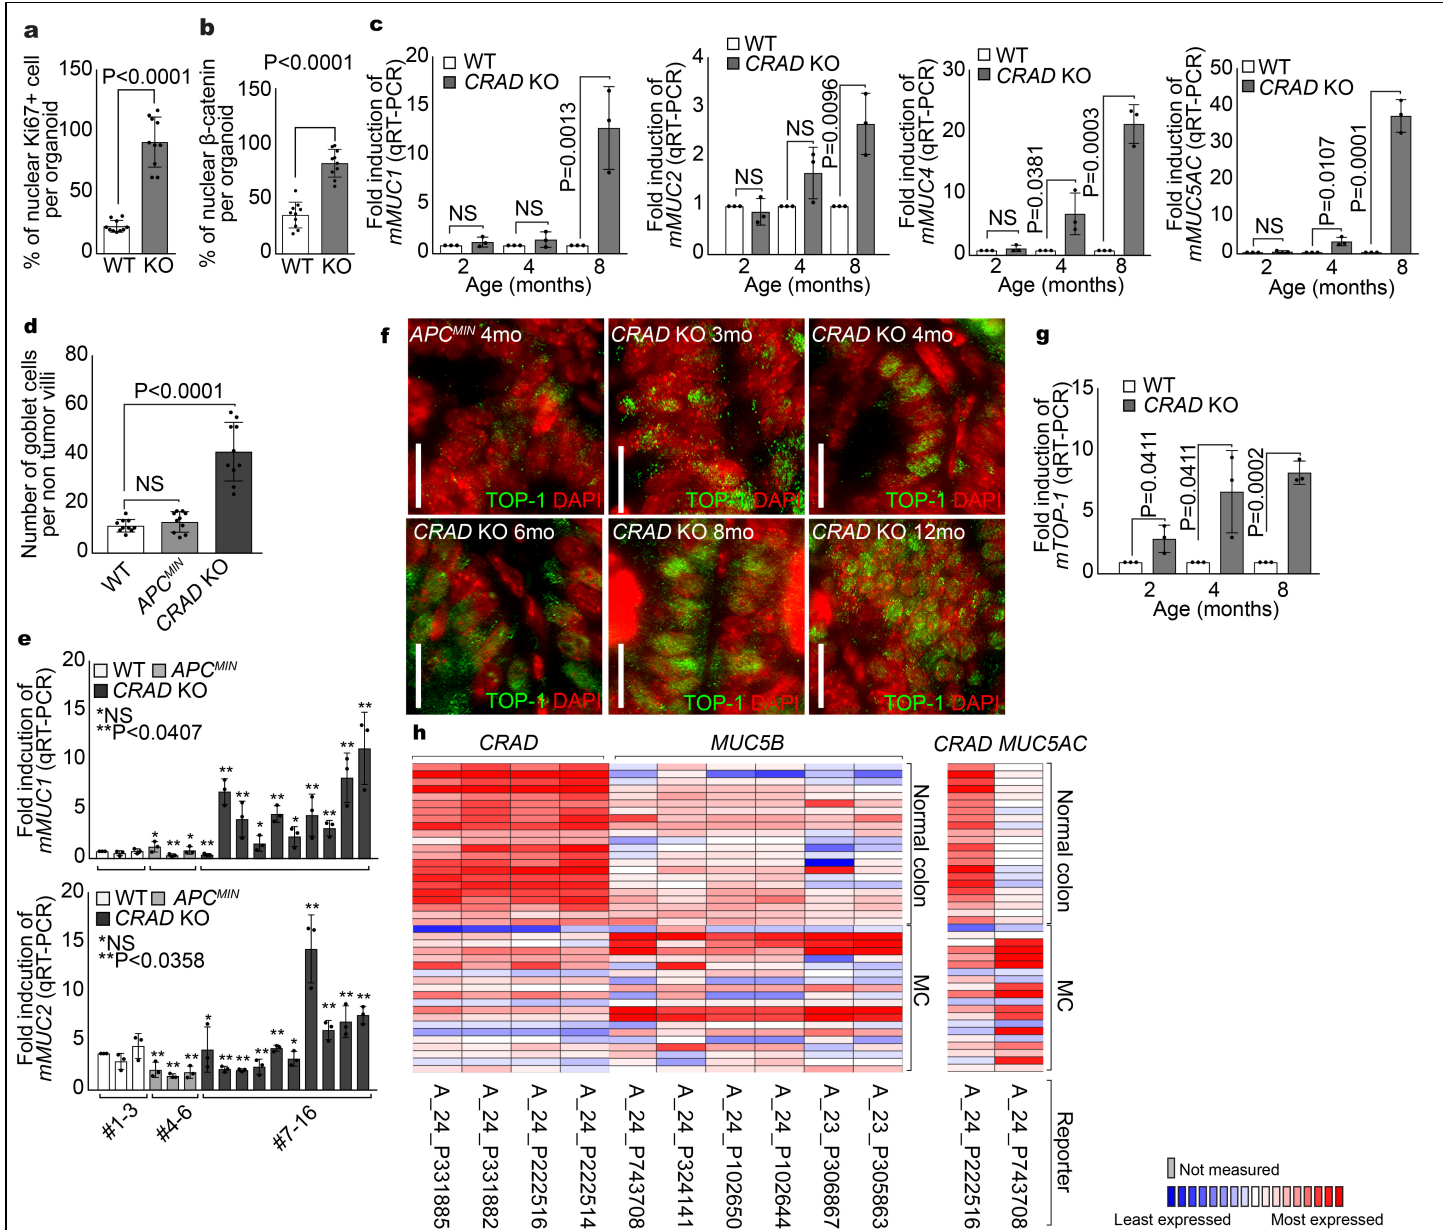 a
P<0.0001
% of nuclear Ki67+ cell
per organoid
150
100
50
0
WT KO
b
P<0.0001
% of nuclear β-catenin
per organoid
150
100
50
0
WT KO
c
Fold induction of
mMUC1 (qRT-PCR)
20
15
10
5
0
WT
CRAD KO
NS
NS
P=0.0013
2 4 8
Age (months)
Fold induction of
mMUC2 (qRT-PCR)
4
3
2
1
0
WT
CRAD KO
NS
NS
P=0.0096
2 4 8
Age (months)
Fold induction of
mMUC4 (qRT-PCR)
30
20
10
0
WT
CRAD KO
NS
P=0.0381
P=0.0003
2 4 8
Age (months)
Fold induction of
mMUC5AC (qRT-PCR)
50
40
30
20
10
0
WT
CRAD KO
NS
P=0.0107
P=0.0001
2 4 8
Age (months)
d
Number of goblet cells
per non tumor villi
80
60
40
20
0
P<0.0001
NS
WT
APCMIN
CRAD KO
e
Fold indcution of
mMUC1 (qRT-PCR)
20
15
10
5
0
WT APCMIN
CRAD KO
*NS
**P<0.0407
* ** * ** ** ** * ** * ** ** ** **
Fold indcution of
mMUC2 (qRT-PCR)
20
15
10
5
0
WT APCMIN
CRAD KO
*NS
**P<0.0358
** ** ** * ** ** ** ** * ** ** ** **
#1-3
#4-6
#7-16
f
APCMIN 4mo
TOP-1 DAPI
CRAD KO 3mo
TOP-1 DAPI
CRAD KO 4mo
TOP-1 DAPI
CRAD KO 6mo
TOP-1 DAPI
CRAD KO 8mo
TOP-1 DAPI
CRAD KO 12mo
TOP-1 DAPI
g
Fold induction of
mTOP-1 (qRT-PCR)
15
10
5
0
WT
CRAD KO
P=0.0411
P=0.0411
P=0.0002
2 4 8
Age (months)
h
CRAD MUC5B
Normal colon
MC
A_24_P331885
A_24_P331882
A_24_P222516
A_24_P222514
A_24_P743708
A_24_P324141
A_24_P102650
A_24_P102644
A_23_P306867
A_23_P305863
CRAD MUC5AC
Normal colon
MC
A_24_P222516
A_24_P743708
Reporter
Not measured
Least expressed Most expressed